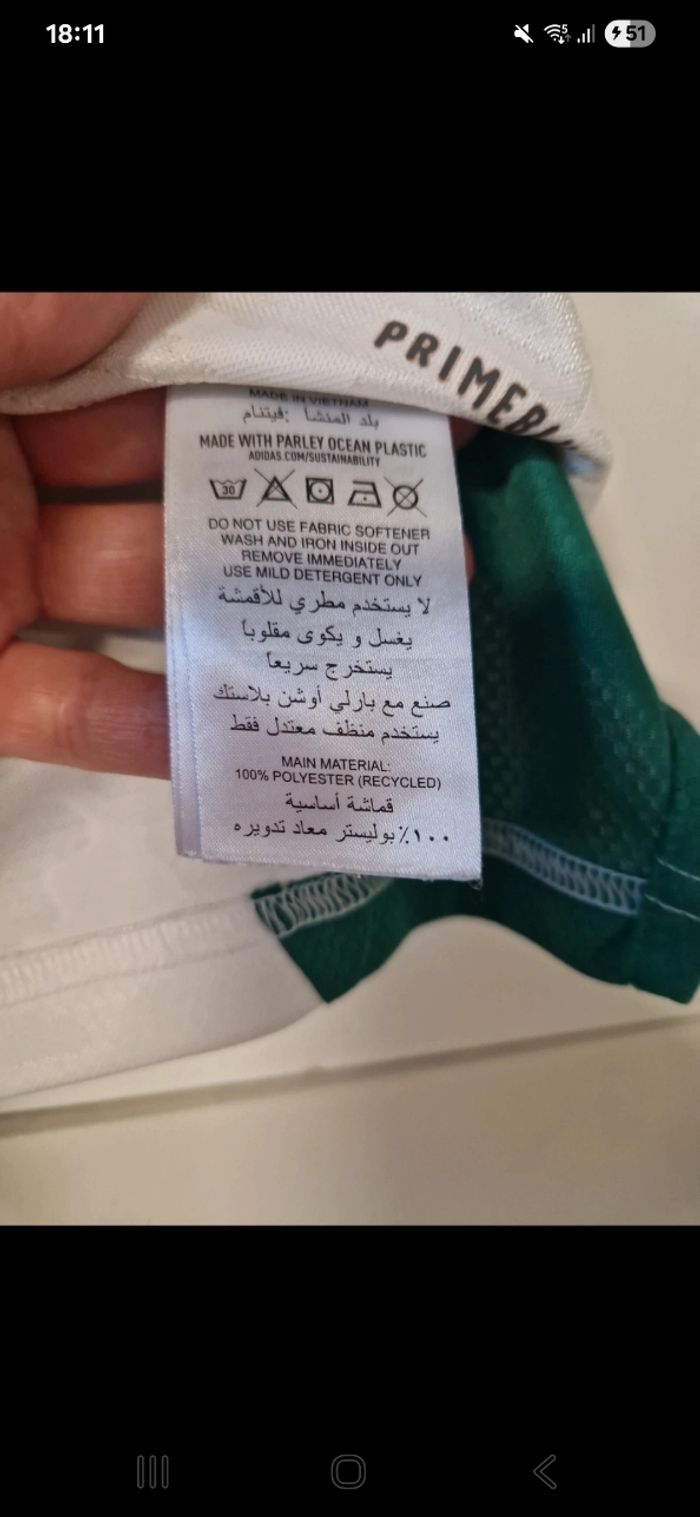 18:11
5
51
PRIMEB
MADE IN VIETNAM
بلد المنشأ: فيتنام
MADE WITH PARLEY OCEAN PLASTIC
ADIDAS.COM/SUSTAINABILITY
30
DO NOT USE FABRIC SOFTENER
WASH AND IRON INSIDE OUT
REMOVE IMMEDIATELY
USE MILD DETERGENT ONLY
لا يستخدم مطري للأقمشة
يغسل و يكوى مقلوباً
يستخرج سريعاً
صنع مع بارلي أوشن بلاستك
يستخدم منظف معتدل فقط
MAIN MATERIAL:
100% POLYESTER (RECYCLED)
قماشة أساسية
١٠٠٪ بوليستر معاد تدويره